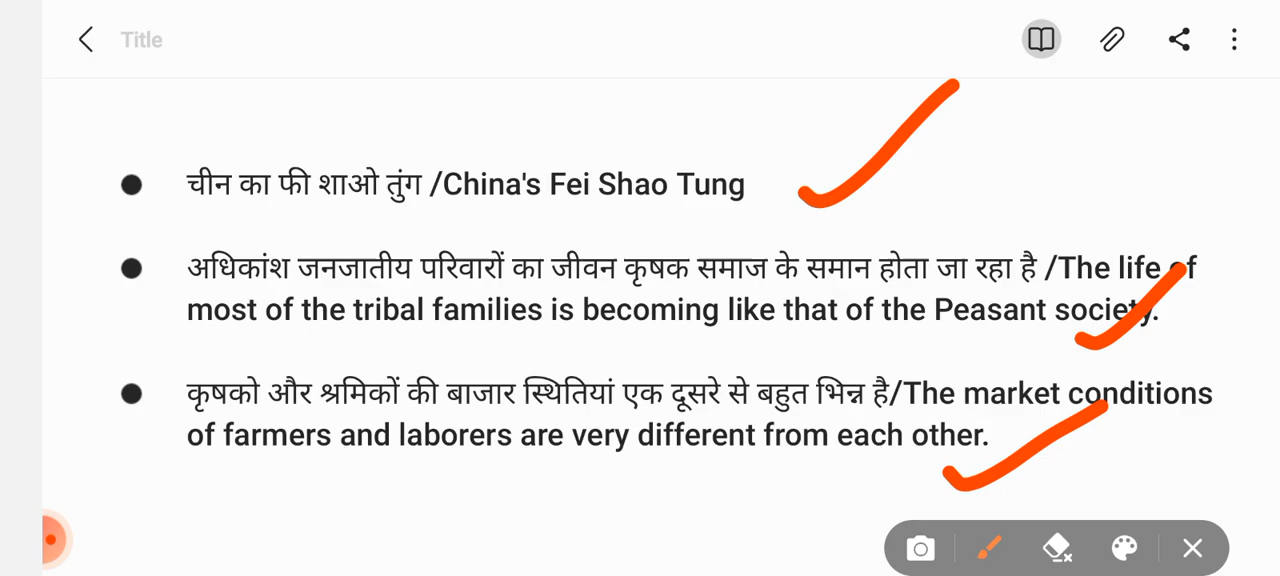 Title
चीन का फी शाओ तुंग /China's Fei Shao Tung
अधिकांश जनजातीय परिवारों का जीवन कृषक समाज के समान होता जा रहा है /The life of
most of the tribal families is becoming like that of the Peasant society.
कृषको और श्रमिकों की बाजार स्थितियां एक दूसरे से बहुत भिन्न है/The market conditions
of farmers and laborers are very different from each other.